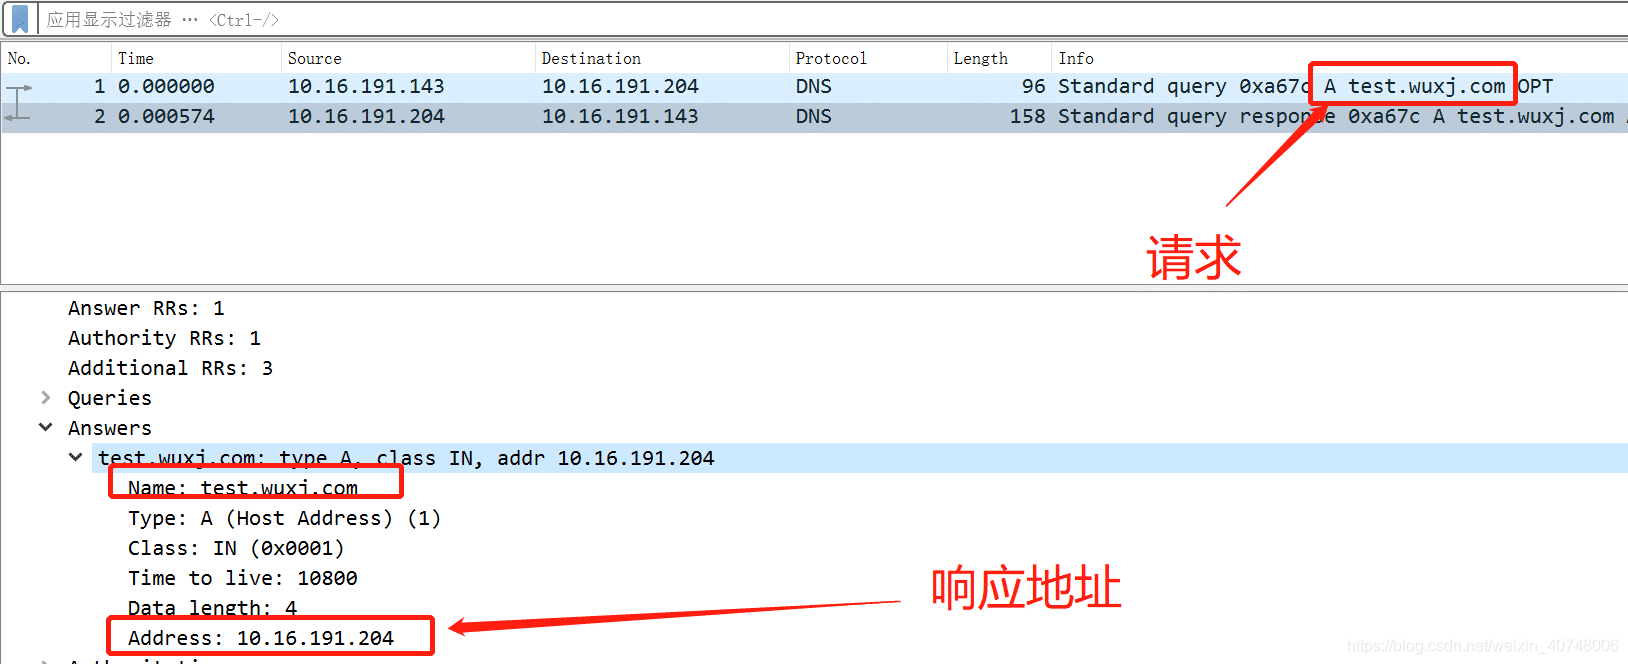 应用显示过滤器 … <Ctrl-/>
No. Time Source Destination Protocol Length Info
1 0.000000 10.16.191.143 10.16.191.204 DNS 96 Standard query 0xa67c A test.wuxj.com OPT
2 0.000574 10.16.191.204 10.16.191.143 DNS 158 Standard query response 0xa67c A test.wuxj.com
请求
Answer RRs: 1
Authority RRs: 1
Additional RRs: 3
Queries
Answers
test.wuxj.com: type A, class IN, addr 10.16.191.204
Name: test.wuxj.com
Type: A (Host Address) (1)
Class: IN (0x0001)
Time to live: 10800
Data length: 4
响应地址
Address: 10.16.191.204
https://blog.csdn.net/weixin_40748006